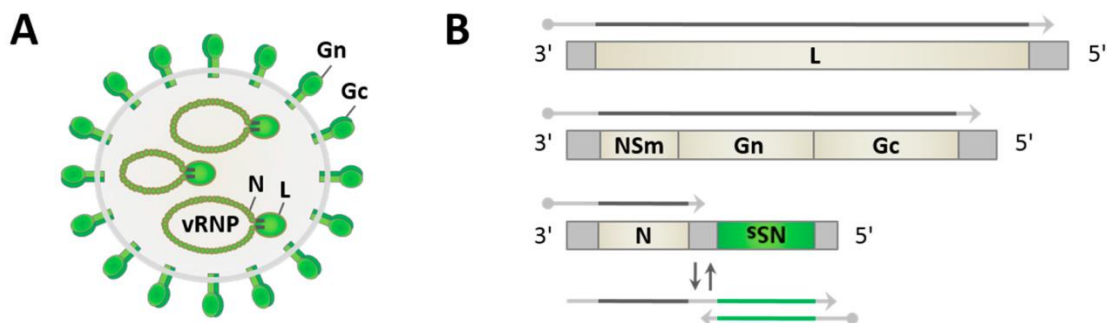 A
Gn
Gc
N
L
vRNP
B
3' L 5'
3' NSm Gn Gc 5'
3' N sSN 5'